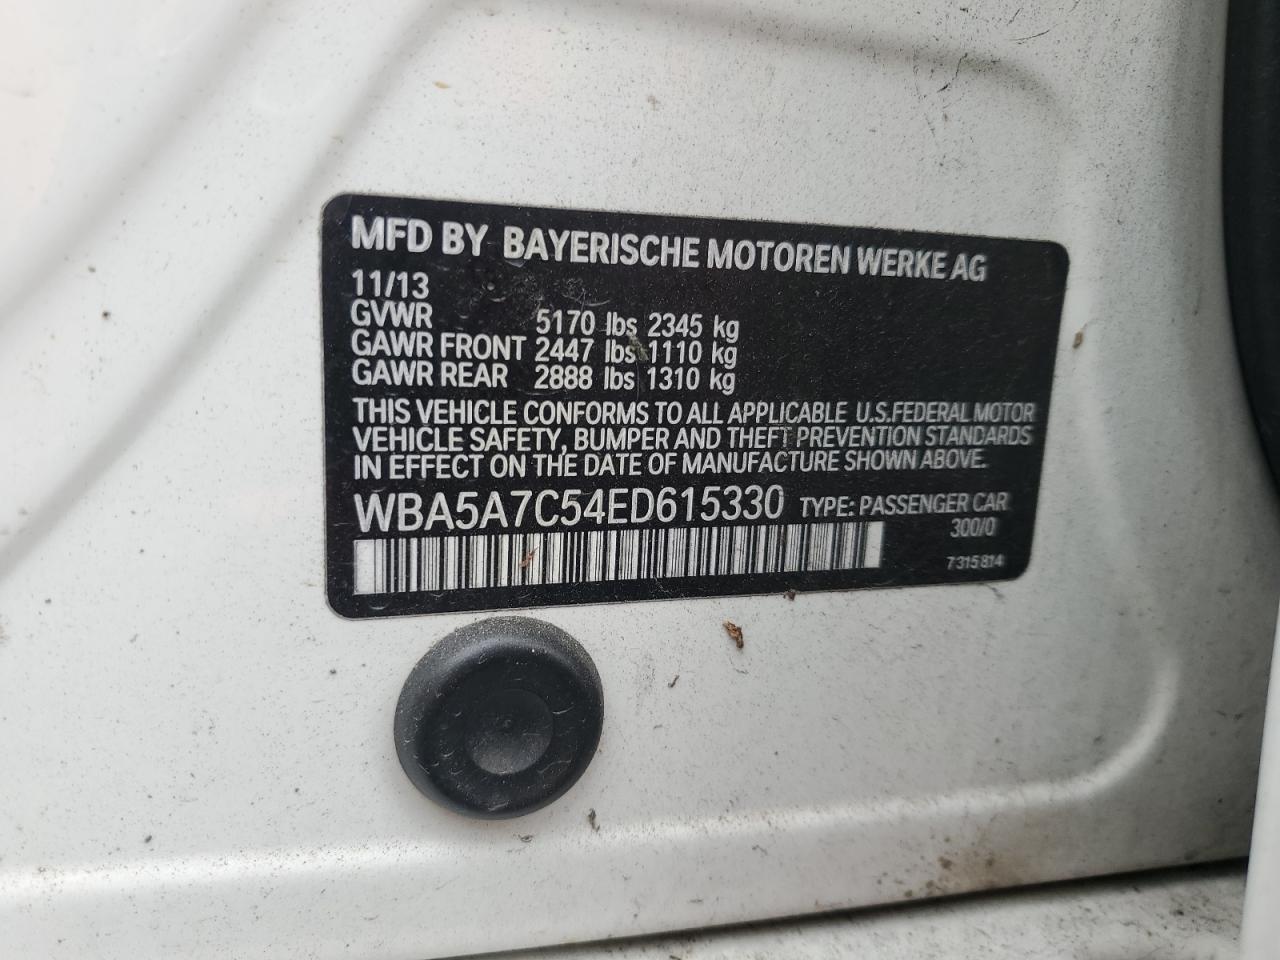 MFD BY BAYERISCHE MOTOREN WERKE AG
11/13
GVWR 5170 lbs 2345 kg
GAWR FRONT 2447 lbs 1110 kg
GAWR REAR 2888 lbs 1310 kg
THIS VEHICLE CONFORMS TO ALL APPLICABLE U.S.FEDERAL MOTOR
VEHICLE SAFETY, BUMPER AND THEFT PREVENTION STANDARDS
IN EFFECT ON THE DATE OF MANUFACTURE SHOWN ABOVE.
WBA5A7C54ED615330 TYPE: PASSENGER CAR
300/0
7315814